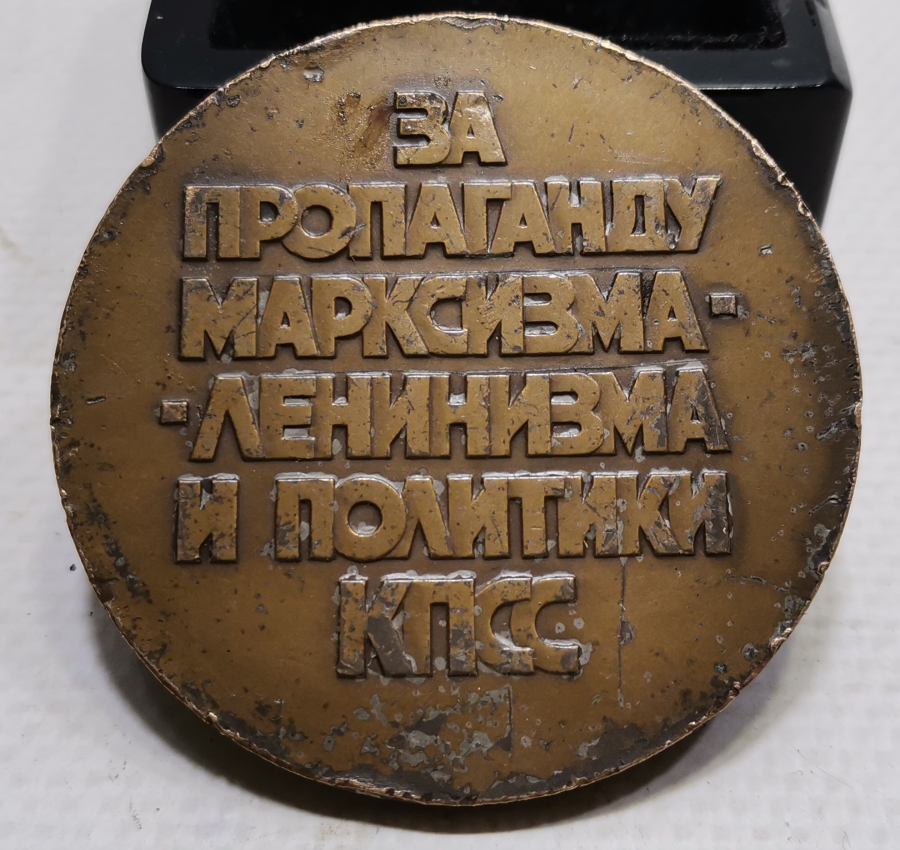 ЗА
ПРОПАГАНДУ
МАРКСИЗМА-
-ЛЕНИНИЗМА
И ПОЛИТИКИ
КПСС